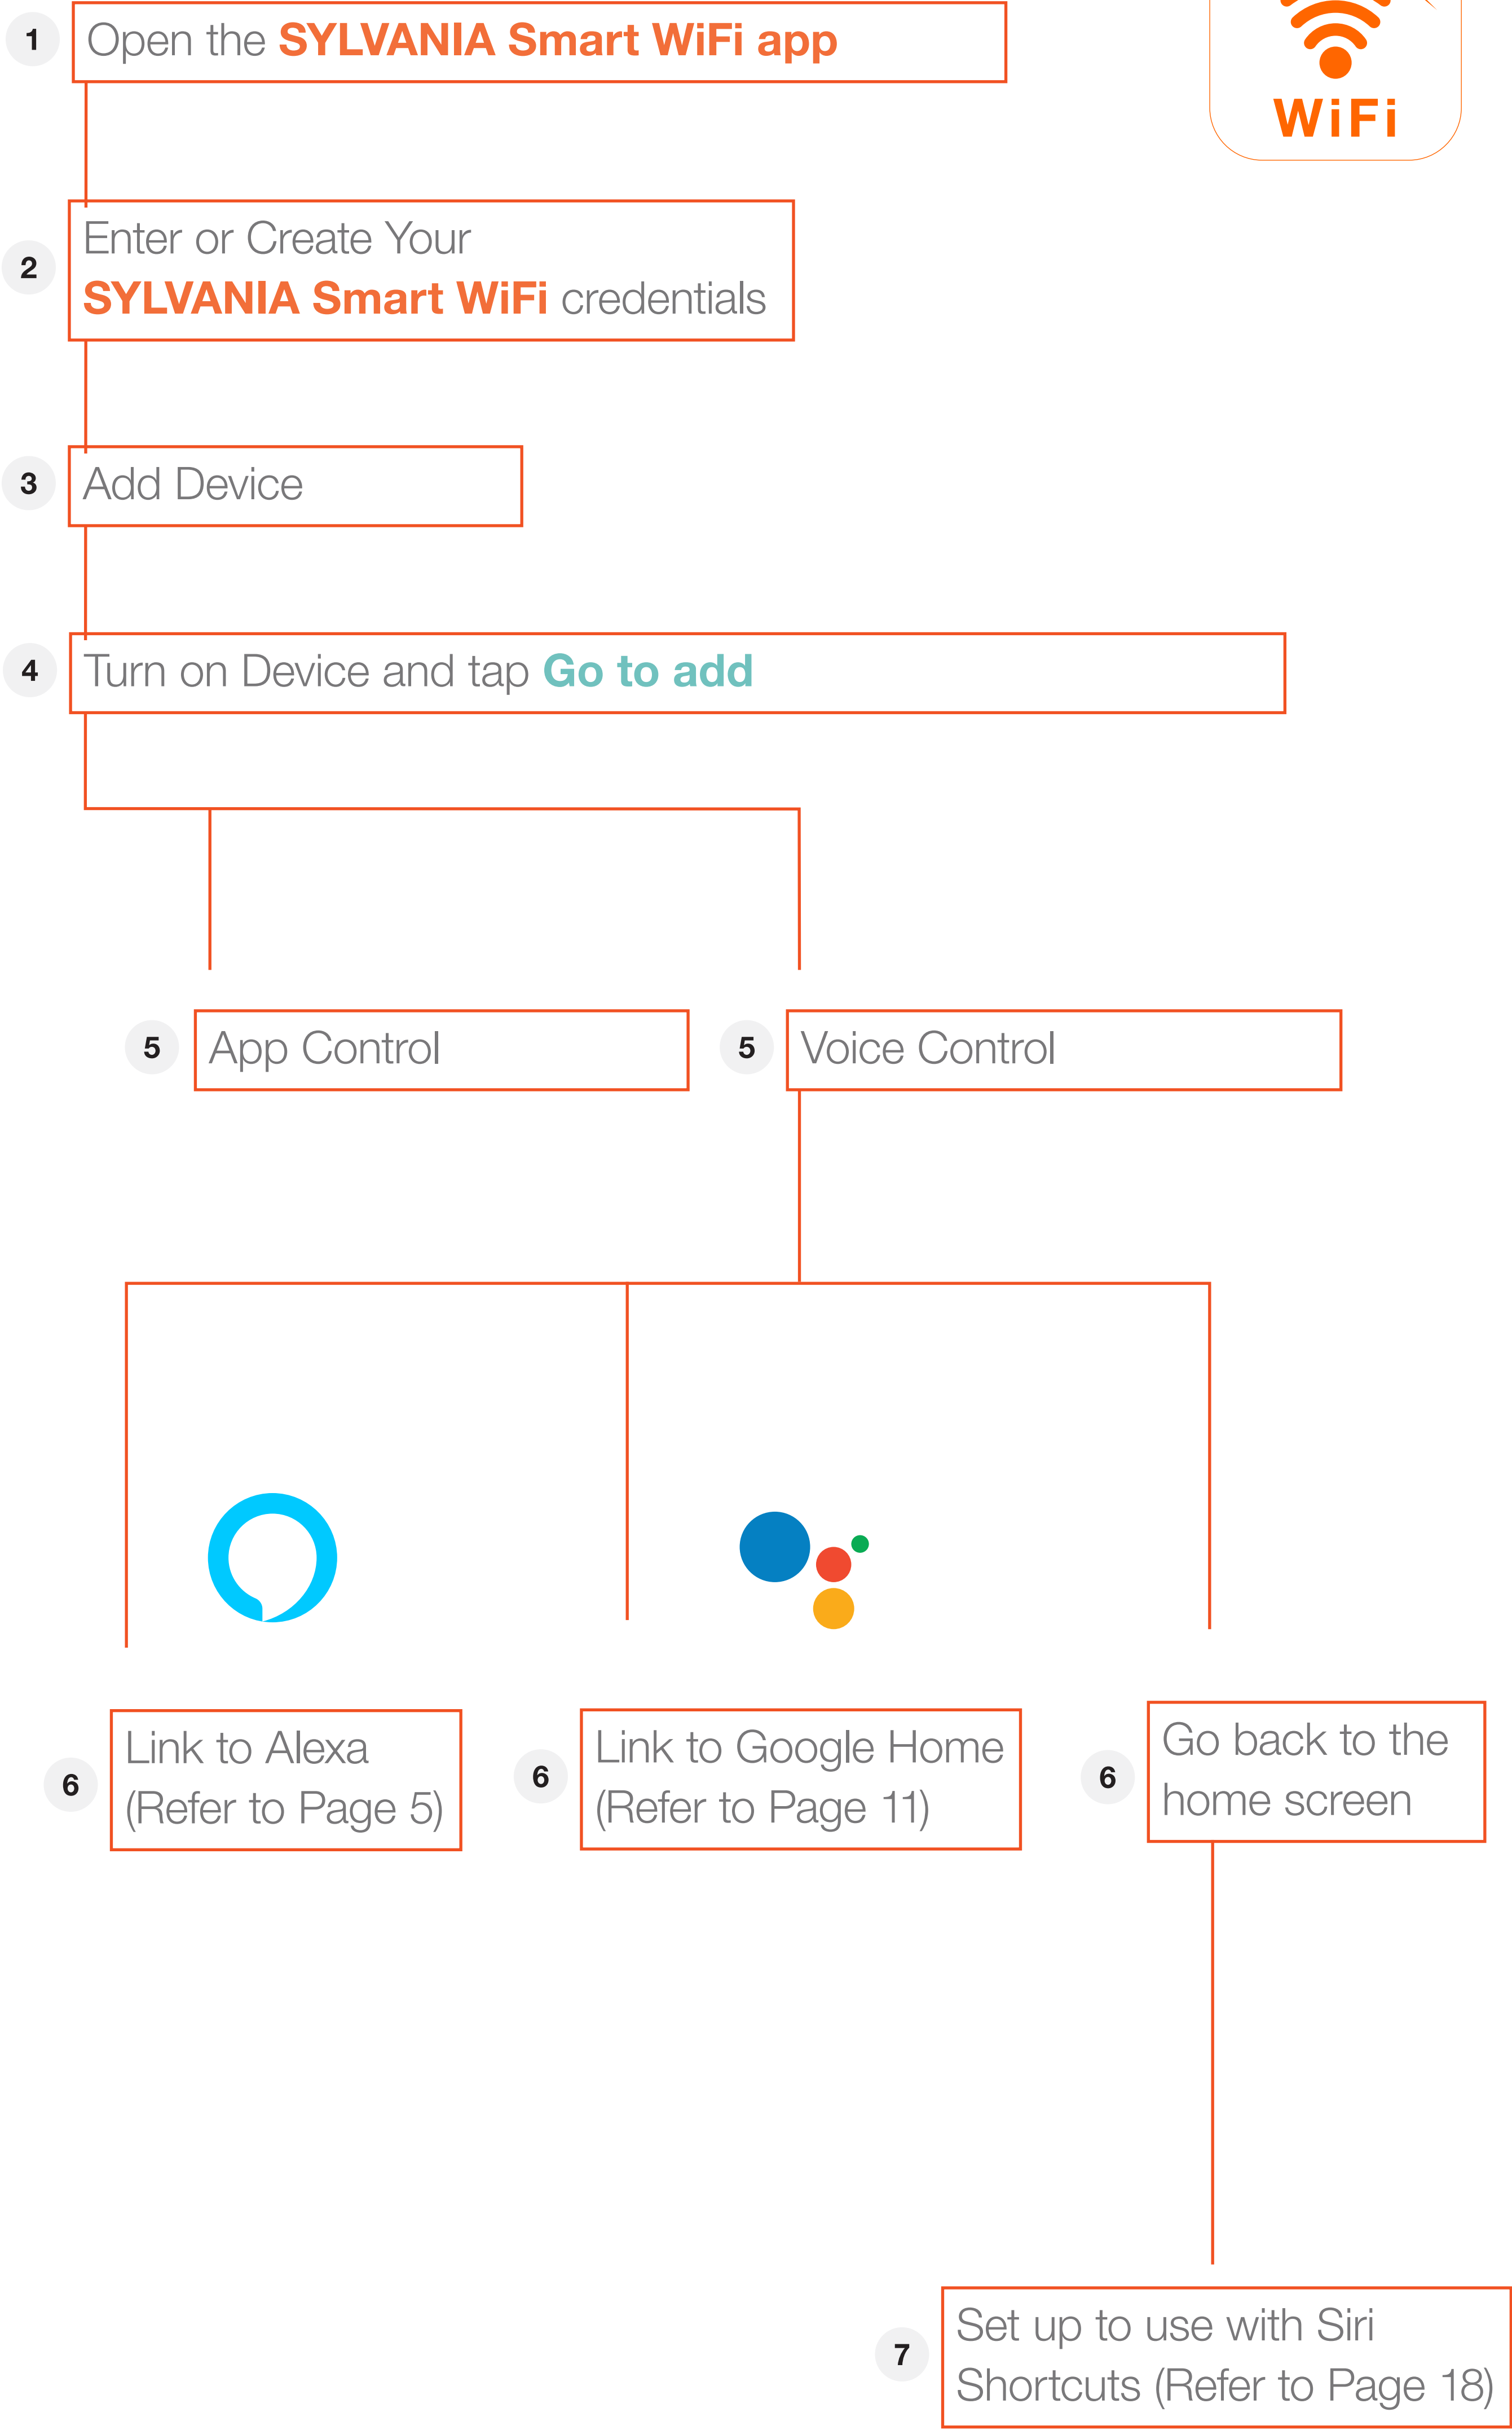 WiFi
1 Open the SYLVANIA Smart WiFi app
2 Enter or Create Your
SYLVANIA Smart WiFi credentials
3 Add Device
4 Turn on Device and tap Go to add
5 App Control
5 Voice Control
6 Link to Alexa
(Refer to Page 5)
6 Link to Google Home
(Refer to Page 11)
6 Go back to the
home screen
7 Set up to use with Siri
Shortcuts (Refer to Page 18)